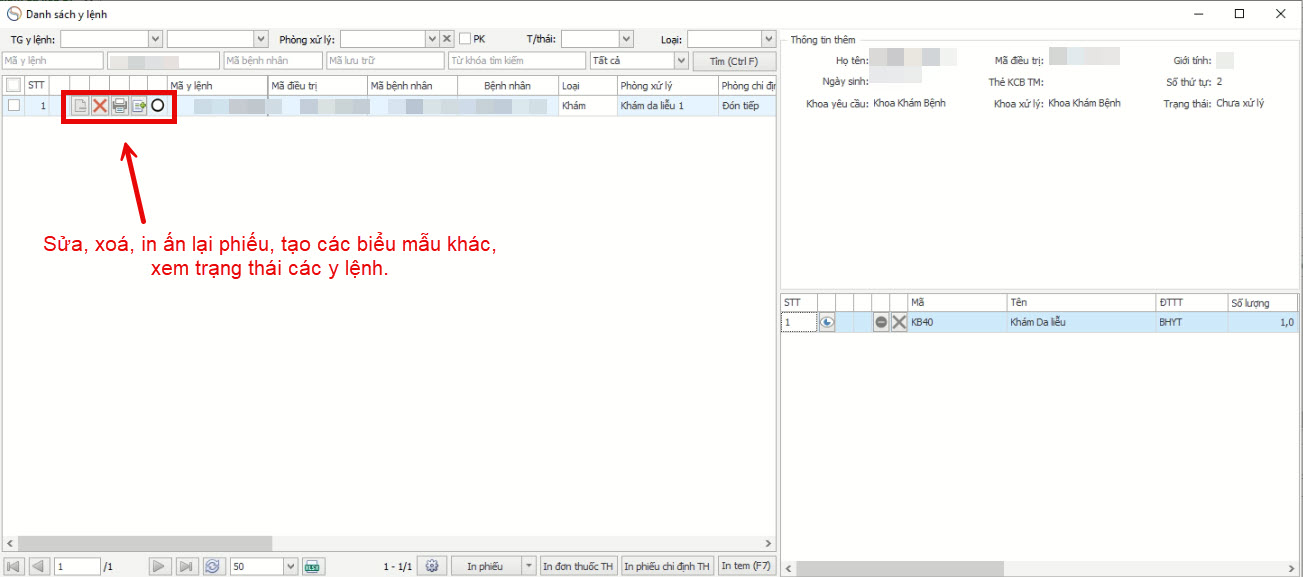 Danh sách y lệnh
TG y lệnh: Phòng xử lý: PK T/thái: Loại:
Mã y lệnh Mã bệnh nhân Mã lưu trữ Từ khóa tìm kiếm Tất cả Tìm (Ctrl F)
STT Mã y lệnh Mã điều trị Mã bệnh nhân Bệnh nhân Loại Phòng xử lý Phòng chỉ địn
1 Khám Khám da liễu 1 Đón tiếp
Sửa, xoá, in ấn lại phiếu, tạo các biểu mẫu khác,
xem trạng thái các y lệnh.
1 /1 50 1 - 1/1 In phiếu In đơn thuốc TH In phiếu chỉ định TH In tem (F7)
Thông tin thêm
Họ tên: Mã điều trị: Giới tính:
Ngày sinh: Thẻ KCB TM: Số thứ tự: 2
Khoa yêu cầu: Khoa Khám Bệnh Khoa xử lý: Khoa Khám Bệnh Trạng thái: Chưa xử lý
STT Mã Tên ĐTTT Số lượng
1 KB40 Khám Da liễu BHYT 1,0